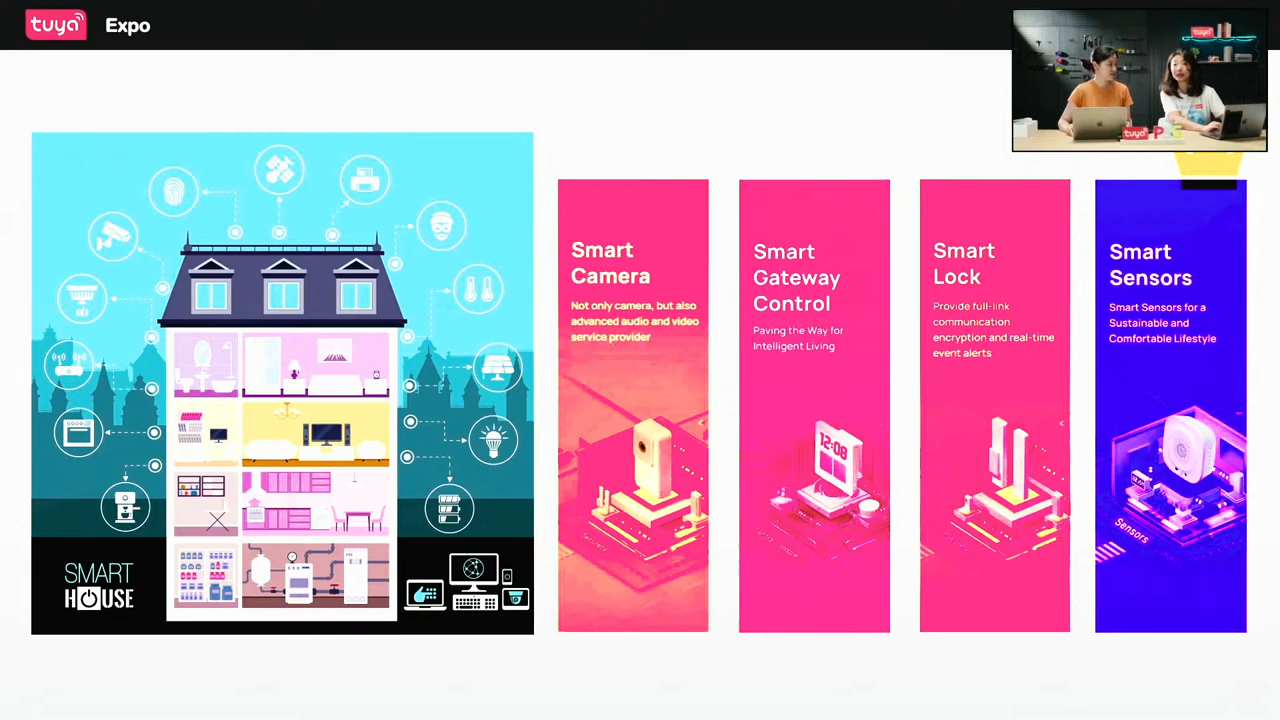 tuya
Expo
tuya
tuya
SMART
HOUSE
Smart
Camera
Not only camera, but also
advanced audio and video
service provider
Smart
Gateway
Control
Paving the Way for
Intelligent Living
12:08
Smart
Lock
Provide full-link
communication
encryption and real-time
event alerts
Smart
Sensors
Smart Sensors for a
Sustainable and
Comfortable Lifestyle
Sensors